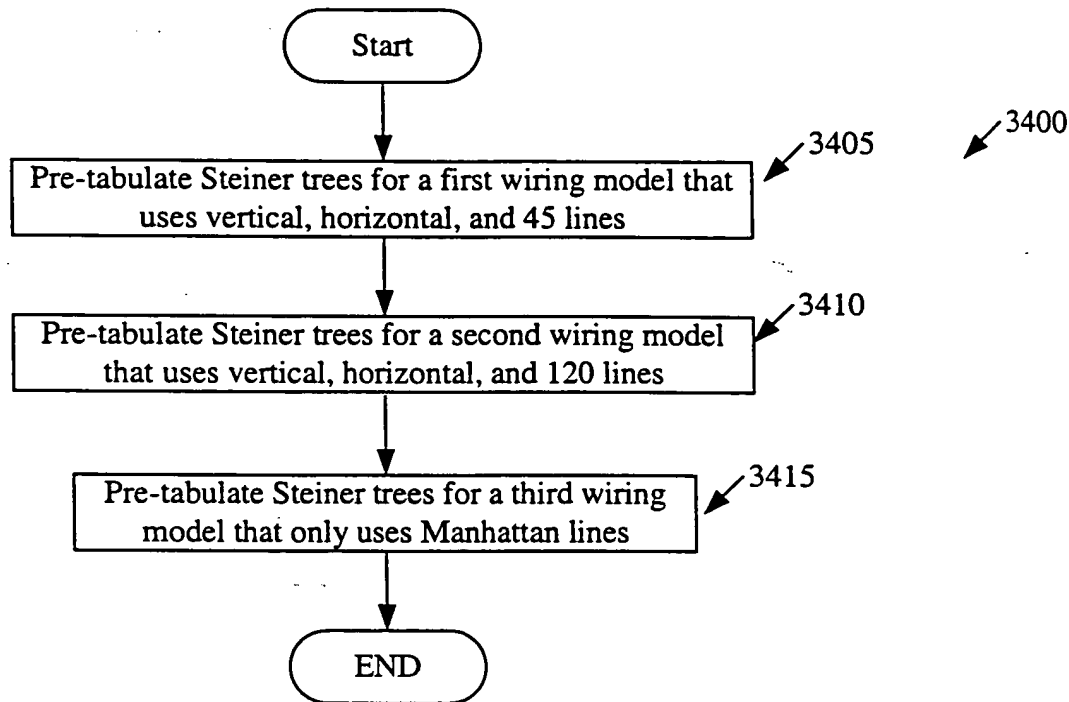 Start
3400
3405
Pre-tabulate Steiner trees for a first wiring model that
uses vertical, horizontal, and 45 lines
3410
Pre-tabulate Steiner trees for a second wiring model
that uses vertical, horizontal, and 120 lines
3415
Pre-tabulate Steiner trees for a third wiring
model that only uses Manhattan lines
END